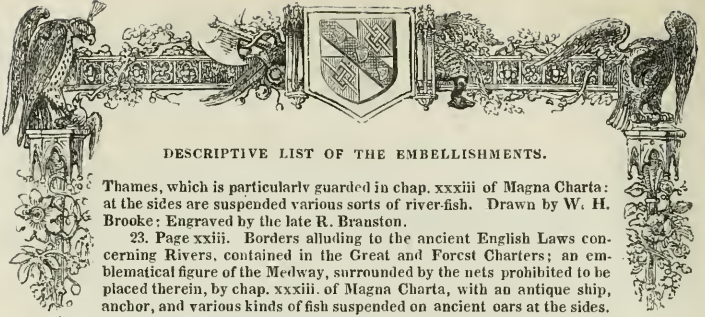 DESCRIPTIVE LIST OF THE EMBELLISHMENTS.
Thames, which is particularly guarded in chap. xxxiii of Magna Charta:
at the sides are suspended various sorts of river-fish. Drawn by W. H.
Brooke; Engraved by the late R. Branston.
23. Page xxiii. Borders alluding to the ancient English Laws con-
cerning Rivers, contained in the Great and Forest Charters; an em-
blematical figure of the Medway, surrounded by the nets prohibited to be
placed therein, by chap. xxxiii. of Magna Charta, with an antique ship,
anchor, and various kinds of fish suspended on ancient oars at the sides.